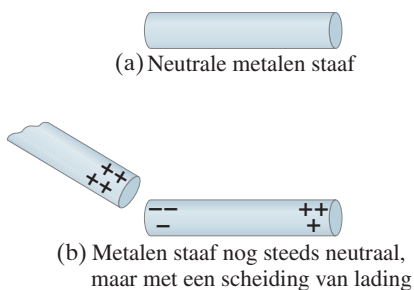 (a) Neutrale metalen staaf
++
++
–– ++
– +
(b) Metalen staaf nog steeds neutraal,
maar met een scheiding van lading